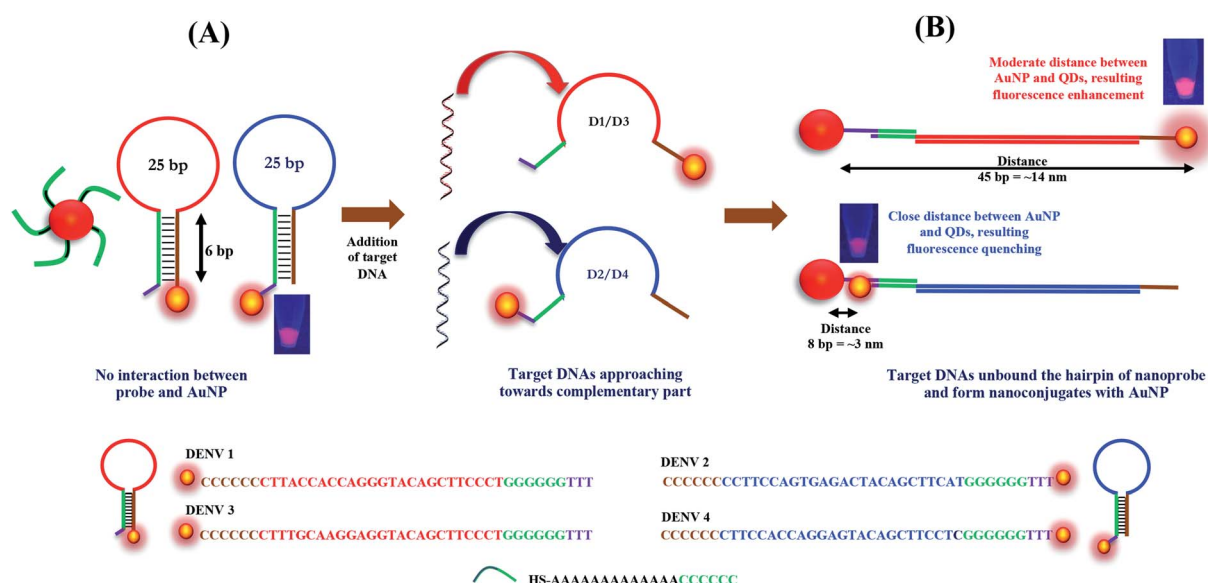 (A)
(B)
25 bp
25 bp
6 bp
Addition
of target
DNA
D1/D3
D2/D4
Moderate distance between
AuNP and QDs, resulting
fluorescence enhancement
Distance
45 bp = ~14 nm
Close distance between AuNP
and QDs, resulting
fluorescence quenching
Distance
8 bp = ~3 nm
No interaction between
probe and AuNP
Target DNAs approaching
towards complementary part
Target DNAs unbound the hairpin of nanoprobe
and form nanoconjugates with AuNP
DENV 1
CCCCCCCTTACCACCAGGGTACAGCTTCCCTGGGGGGTTT
DENV 3
CCCCCCCTTTGCAAGGAGGTACAGCTTCCCTGGGGGGTTT
DENV 2
CCCCCCCCTTCCAGTGAGACTACAGCTTCATGGGGGGTTT
DENV 4
CCCCCCCTTCCACCAGGAGTACAGCTTCCTCGGGGGGTTT
HS-AAAAAAAAAAAAACCCCCC